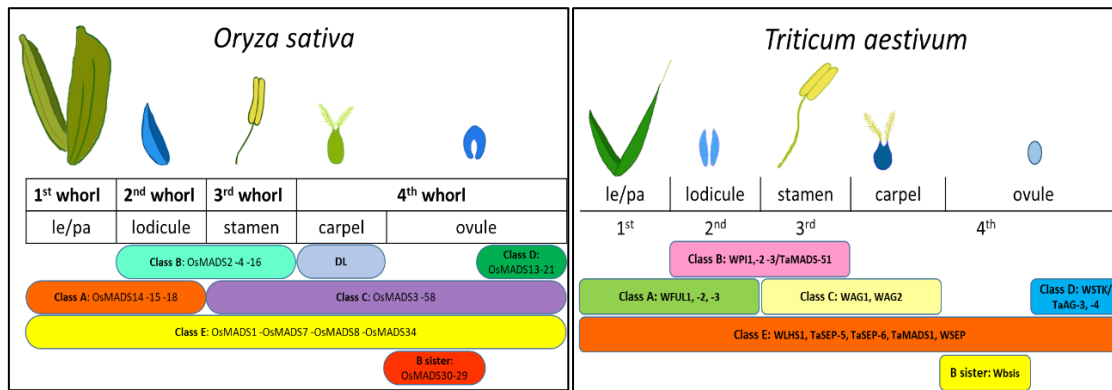 Oryza sativa
1st whorl 2nd whorl 3rd whorl 4th whorl
le/pa lodicule stamen carpel ovule
Class B: OsMADS2 -4 -16
DL
Class D:
OsMADS13-21
Class A: OsMADS14 -15 -18
Class C: OsMADS3 -58
Class E: OsMADS1 -OsMADS7 -OsMADS8 -OsMADS34
B sister:
OsMADS30-29
Triticum aestivum
le/pa lodicule stamen carpel ovule
1st 2nd 3rd 4th
Class B: WPI1,-2 -3/TaMADS-51
Class A: WFUL1, -2, -3
Class C: WAG1, WAG2
Class D: WSTK/
TaAG-3, -4
Class E: WLHS1, TaSEP-5, TaSEP-6, TaMADS1, WSEP
B sister: Wbsis